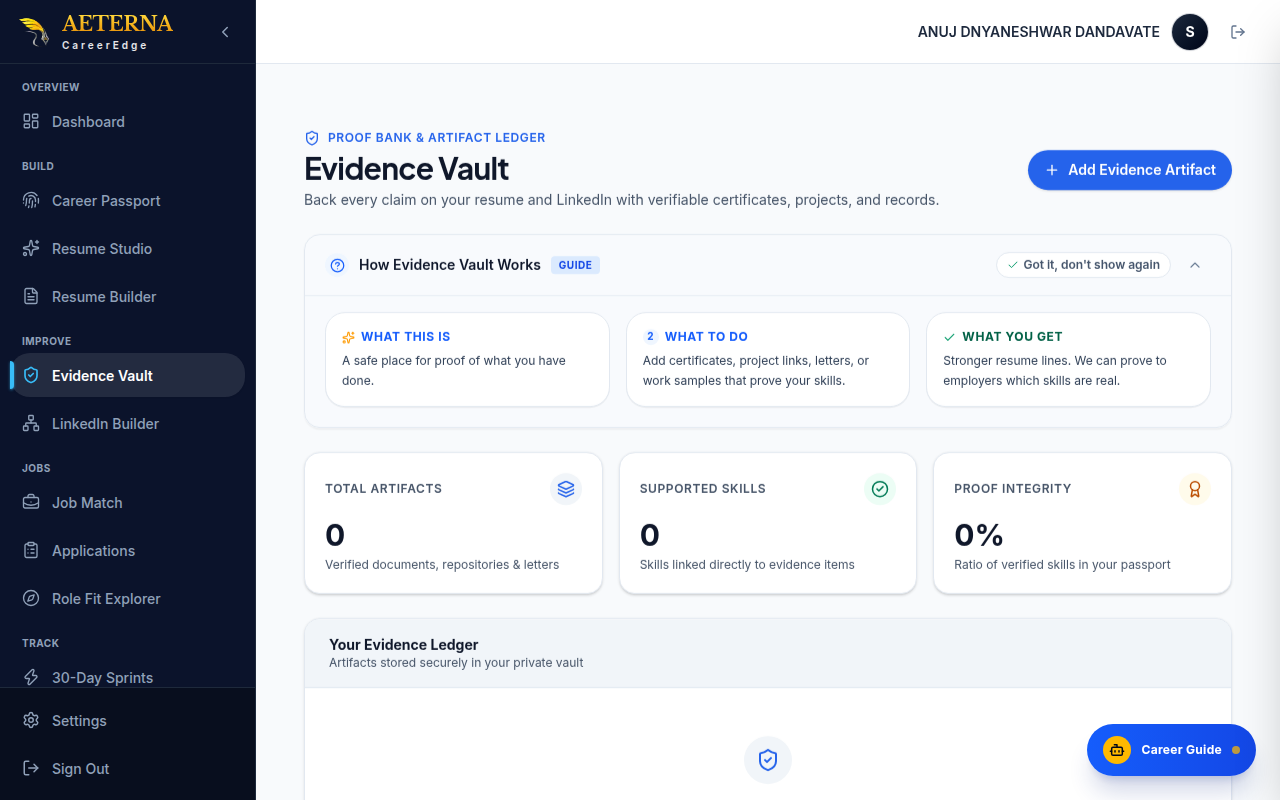 AETERNA
CareerEdge
OVERVIEW
Dashboard
BUILD
Career Passport
Resume Studio
Resume Builder
IMPROVE
Evidence Vault
LinkedIn Builder
JOBS
Job Match
Applications
Role Fit Explorer
TRACK
30-Day Sprints
Settings
Sign Out
ANUJ DNYANESHWAR DANDAVATE
S
PROOF BANK & ARTIFACT LEDGER
Evidence Vault
Back every claim on your resume and LinkedIn with verifiable certificates, projects, and records.
Add Evidence Artifact
How Evidence Vault Works
GUIDE
Got it, don't show again
WHAT THIS IS
A safe place for proof of what you have
done.
2 WHAT TO DO
Add certificates, project links, letters, or
work samples that prove your skills.
WHAT YOU GET
Stronger resume lines. We can prove to
employers which skills are real.
TOTAL ARTIFACTS
0
Verified documents, repositories & letters
SUPPORTED SKILLS
0
Skills linked directly to evidence items
PROOF INTEGRITY
0%
Ratio of verified skills in your passport
Your Evidence Ledger
Artifacts stored securely in your private vault
Career Guide